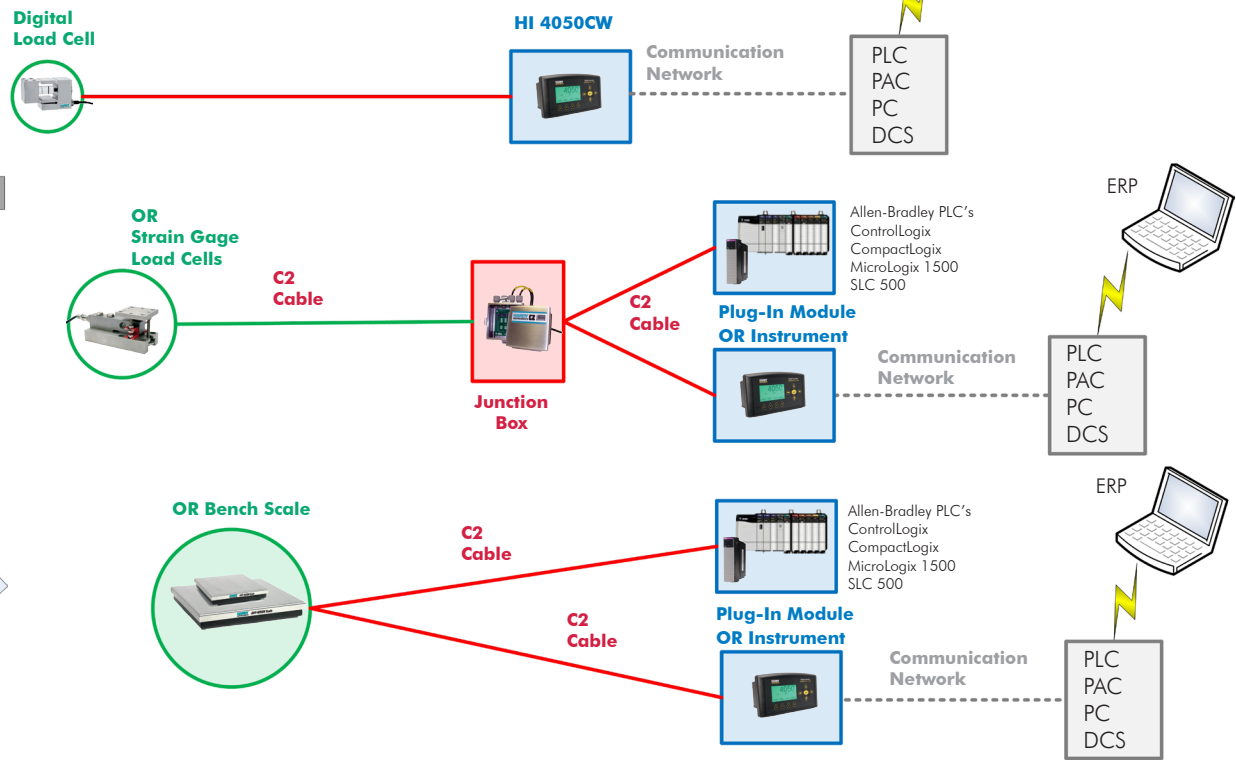 Digital
Load Cell
HI 4050CW
Communication
Network
PLC
PAC
PC
DCS
OR
Strain Gage
Load Cells
C2
Cable
Junction
Box
C2
Cable
Allen-Bradley PLC's
ControlLogix
CompactLogix
MicroLogix 1500
SLC 500
Plug-In Module
OR Instrument
Communication
Network
ERP
PLC
PAC
PC
DCS
OR Bench Scale
C2
Cable
C2
Cable
Allen-Bradley PLC's
ControlLogix
CompactLogix
MicroLogix 1500
SLC 500
Plug-In Module
OR Instrument
Communication
Network
ERP
PLC
PAC
PC
DCS